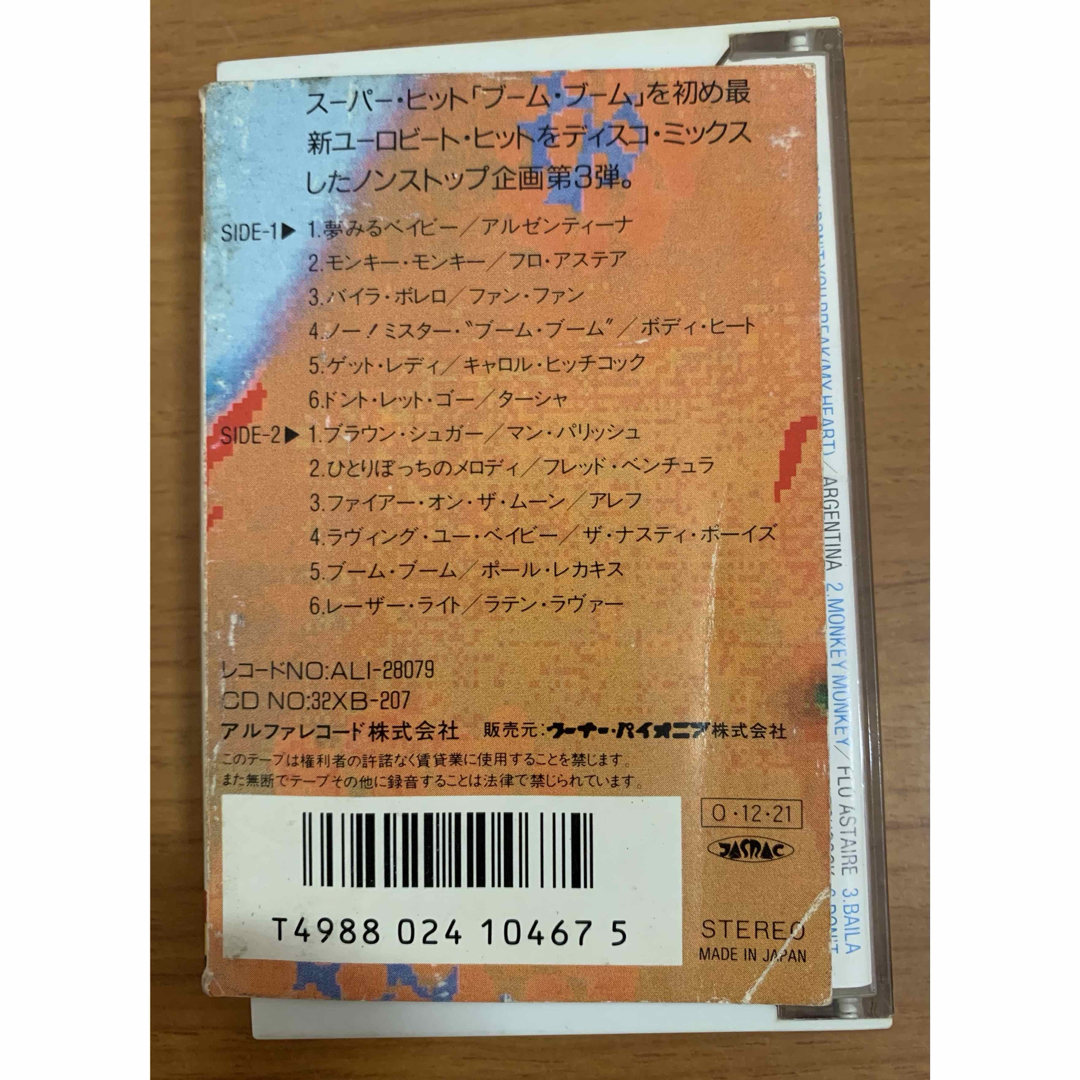 スーパー・ヒット「ブーム・ブーム」を初め最
新ユーロビート・ヒットをディスコ・ミックス
したノンストップ企画第3弾。
SIDE-1▶ 1.夢みるベイビー／アルゼンティーナ
2.モンキー・モンキー／フロ・アステア
3.バイラ・ボレロ／ファン・ファン
4.ノー！ミスター・〝ブーム・ブーム〟／ボディ・ヒート
5.ゲット・レディ／キャロル・ヒッチコック
6.ドント・レット・ゴー／ターシャ
SIDE-2▶ 1.ブラウン・シュガー／マン・パリッシュ
2.ひとりぼっちのメロディ／フレッド・ベンチュラ
3.ファイアー・オン・ザ・ムーン／アレフ
4.ラヴィング・ユー・ベイビー／ザ・ナスティ・ボーイズ
5.ブーム・ブーム／ポール・レカキス
6.レーザー・ライト／ラテン・ラヴァー
レコードNO:ALI-28079
CD NO:32XB-207
アルファレコード株式会社 販売元:ワーナー・パイオニア株式会社
このテープは権利者の許諾なく賃貸業に使用することを禁じます。
また無断でテープその他に録音することは法律で禁じられています。
O・12・21
JASRAC
T4988 024 10467 5
STEREO
MADE IN JAPAN
YOU BREAK(MY HEART)／ARGENTINA 2.MONKEY MONKEY／FLO ASTAIRE 3.BAILA